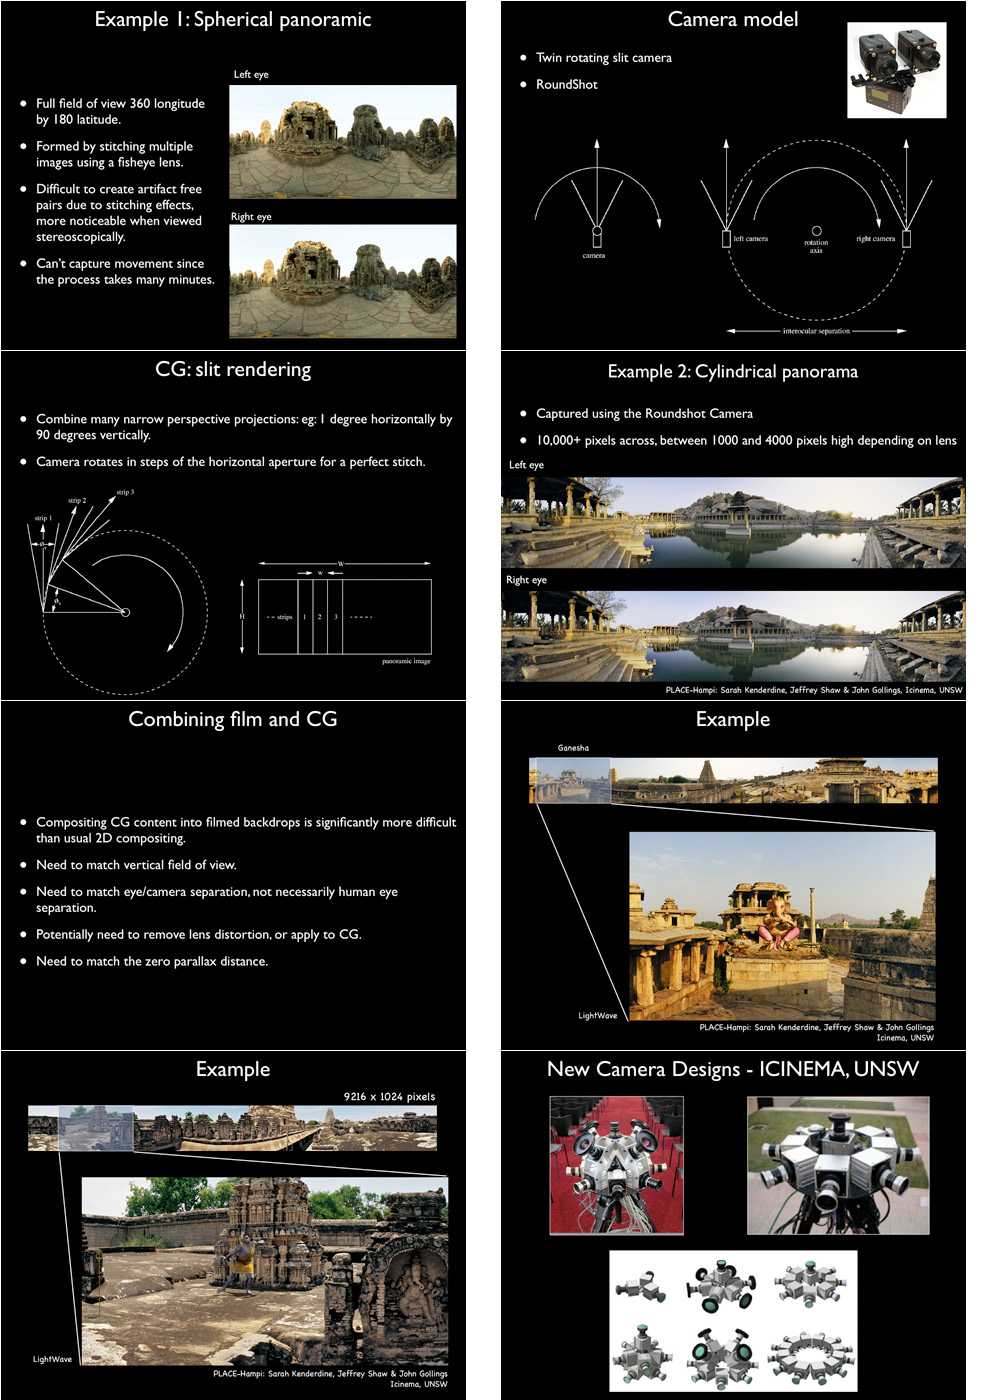 Example 1: Spherical panoramic
Left eye
• Full field of view 360 longitude
by 180 latitude.
• Formed by stitching multiple
images using a fisheye lens.
• Difficult to create artifact free
pairs due to stitching effects,
more noticeable when viewed
stereoscopically.
• Can't capture movement since
the process takes many minutes.
Right eye
Camera model
• Twin rotating slit camera
• RoundShot
camera
left camera
rotation
axis
right camera
interocular separation
CG: slit rendering
• Combine many narrow perspective projections: eg: 1 degree horizontally by
90 degrees vertically.
• Camera rotates in steps of the horizontal aperture for a perfect stitch.
strip 1
strip 2
strip 3
W
w
H
strips
1
2
3
panoramic image
Example 2: Cylindrical panorama
• Captured using the Roundshot Camera
• 10,000+ pixels across, between 1000 and 4000 pixels high depending on lens
Left eye
Right eye
PLACE-Hampi: Sarah Kenderdine, Jeffrey Shaw & John Gollings, Icinema, UNSW
Combining film and CG
• Compositing CG content into filmed backdrops is significantly more difficult
than usual 2D compositing.
• Need to match vertical field of view.
• Need to match eye/camera separation, not necessarily human eye
separation.
• Potentially need to remove lens distortion, or apply to CG.
• Need to match the zero parallax distance.
Example
Ganesha
LightWave
PLACE-Hampi: Sarah Kenderdine, Jeffrey Shaw & John Gollings
Icinema, UNSW
Example
9216 x 1024 pixels
LightWave
PLACE-Hampi: Sarah Kenderdine, Jeffrey Shaw & John Gollings
Icinema, UNSW
New Camera Designs - ICINEMA, UNSW